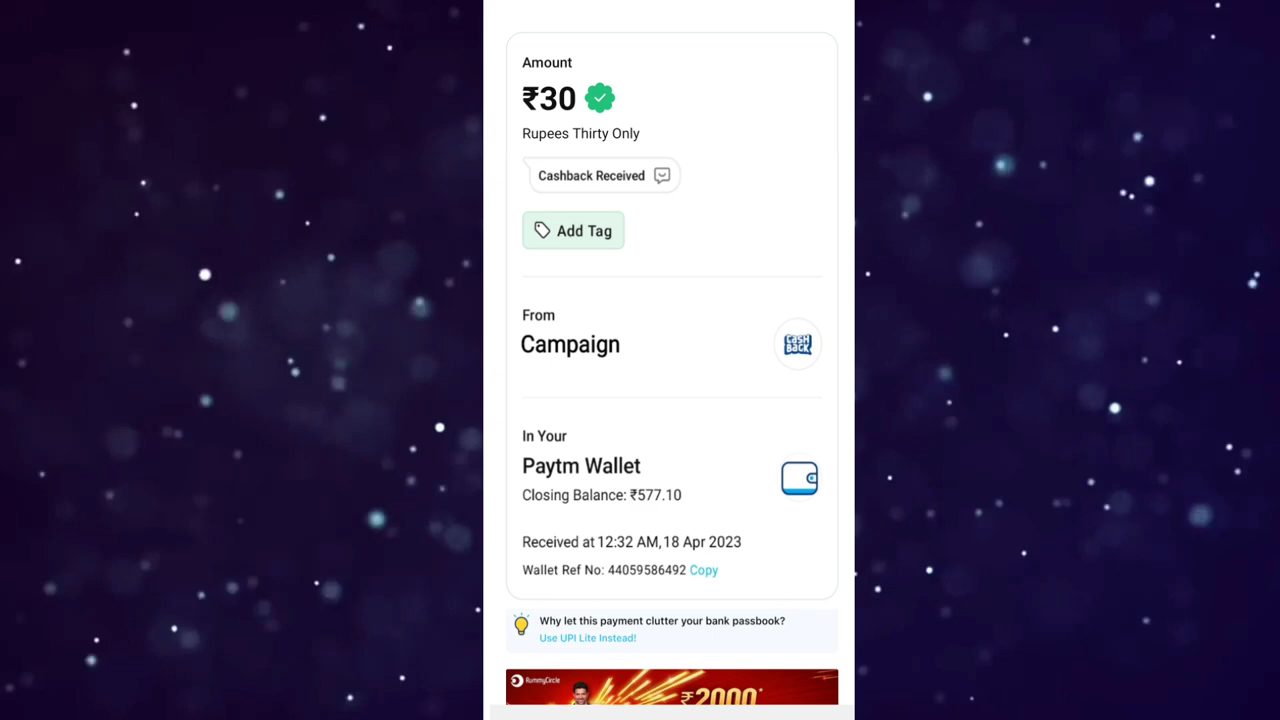 Amount
₹30
Rupees Thirty Only
Cashback Received
Add Tag
From
Campaign
CASH
BACK
In Your
Paytm Wallet
Closing Balance: ₹577.10
Received at 12:32 AM, 18 Apr 2023
Wallet Ref No: 44059586492 Copy
Why let this payment clutter your bank passbook?
Use UPI Lite Instead!
RummyCircle
₹2000*